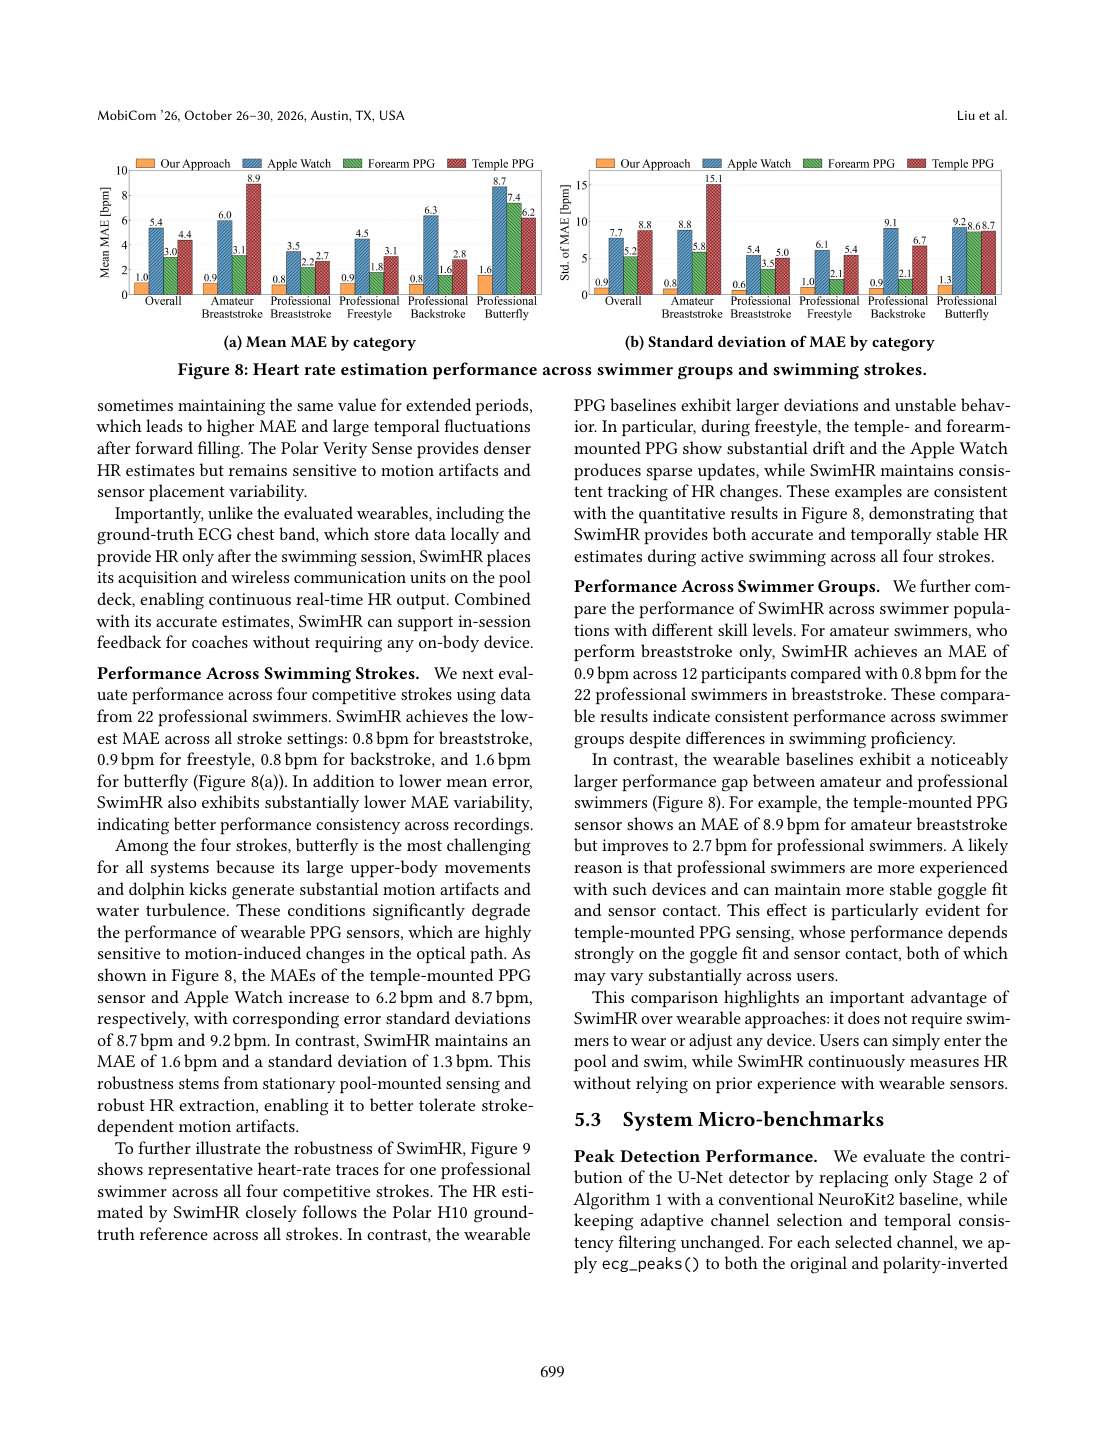 MobiCom '26, October 26–30, 2026, Austin, TX, USA
Liu et al.
Our Approach Apple Watch Forearm PPG Temple PPG
Mean MAE [bpm]
10
8
6
4
2
0
1.0 5.4 3.0 4.4
0.9 6.0 3.1 8.9
0.8 3.5 2.2 2.7
0.9 4.5 1.8 3.1
0.8 6.3 1.6 2.8
1.6 8.7 7.4 6.2
Overall Amateur Professional Professional Professional Professional
Breaststroke Breaststroke Freestyle Backstroke Butterfly
(a) Mean MAE by category
Our Approach Apple Watch Forearm PPG Temple PPG
Std. of MAE [bpm]
15
10
5
0
0.9 7.7 5.2 8.8
0.8 8.8 5.8 15.1
0.6 5.4 3.5 5.0
1.0 6.1 2.1 5.4
0.9 9.1 2.1 6.7
1.3 9.2 8.6 8.7
Overall Amateur Professional Professional Professional Professional
Breaststroke Breaststroke Freestyle Backstroke Butterfly
(b) Standard deviation of MAE by category
Figure 8: Heart rate estimation performance across swimmer groups and swimming strokes.
sometimes maintaining the same value for extended periods,
which leads to higher MAE and large temporal fluctuations
after forward filling. The Polar Verity Sense provides denser
HR estimates but remains sensitive to motion artifacts and
sensor placement variability.
Importantly, unlike the evaluated wearables, including the
ground-truth ECG chest band, which store data locally and
provide HR only after the swimming session, SwimHR places
its acquisition and wireless communication units on the pool
deck, enabling continuous real-time HR output. Combined
with its accurate estimates, SwimHR can support in-session
feedback for coaches without requiring any on-body device.
Performance Across Swimming Strokes. We next eval-
uate performance across four competitive strokes using data
from 22 professional swimmers. SwimHR achieves the low-
est MAE across all stroke settings: 0.8 bpm for breaststroke,
0.9 bpm for freestyle, 0.8 bpm for backstroke, and 1.6 bpm
for butterfly (Figure 8(a)). In addition to lower mean error,
SwimHR also exhibits substantially lower MAE variability,
indicating better performance consistency across recordings.
Among the four strokes, butterfly is the most challenging
for all systems because its large upper-body movements
and dolphin kicks generate substantial motion artifacts and
water turbulence. These conditions significantly degrade
the performance of wearable PPG sensors, which are highly
sensitive to motion-induced changes in the optical path. As
shown in Figure 8, the MAEs of the temple-mounted PPG
sensor and Apple Watch increase to 6.2 bpm and 8.7 bpm,
respectively, with corresponding error standard deviations
of 8.7 bpm and 9.2 bpm. In contrast, SwimHR maintains an
MAE of 1.6 bpm and a standard deviation of 1.3 bpm. This
robustness stems from stationary pool-mounted sensing and
robust HR extraction, enabling it to better tolerate stroke-
dependent motion artifacts.
To further illustrate the robustness of SwimHR, Figure 9
shows representative heart-rate traces for one professional
swimmer across all four competitive strokes. The HR esti-
mated by SwimHR closely follows the Polar H10 ground-
truth reference across all strokes. In contrast, the wearable
PPG baselines exhibit larger deviations and unstable behav-
ior. In particular, during freestyle, the temple- and forearm-
mounted PPG show substantial drift and the Apple Watch
produces sparse updates, while SwimHR maintains consis-
tent tracking of HR changes. These examples are consistent
with the quantitative results in Figure 8, demonstrating that
SwimHR provides both accurate and temporally stable HR
estimates during active swimming across all four strokes.
Performance Across Swimmer Groups. We further com-
pare the performance of SwimHR across swimmer popula-
tions with different skill levels. For amateur swimmers, who
perform breaststroke only, SwimHR achieves an MAE of
0.9 bpm across 12 participants compared with 0.8 bpm for the
22 professional swimmers in breaststroke. These compara-
ble results indicate consistent performance across swimmer
groups despite differences in swimming proficiency.
In contrast, the wearable baselines exhibit a noticeably
larger performance gap between amateur and professional
swimmers (Figure 8). For example, the temple-mounted PPG
sensor shows an MAE of 8.9 bpm for amateur breaststroke
but improves to 2.7 bpm for professional swimmers. A likely
reason is that professional swimmers are more experienced
with such devices and can maintain more stable goggle fit
and sensor contact. This effect is particularly evident for
temple-mounted PPG sensing, whose performance depends
strongly on the goggle fit and sensor contact, both of which
may vary substantially across users.
This comparison highlights an important advantage of
SwimHR over wearable approaches: it does not require swim-
mers to wear or adjust any device. Users can simply enter the
pool and swim, while SwimHR continuously measures HR
without relying on prior experience with wearable sensors.
5.3 System Micro-benchmarks
Peak Detection Performance. We evaluate the contri-
bution of the U-Net detector by replacing only Stage 2 of
Algorithm 1 with a conventional NeuroKit2 baseline, while
keeping adaptive channel selection and temporal consis-
tency filtering unchanged. For each selected channel, we ap-
ply ecg_peaks() to both the original and polarity-inverted
699